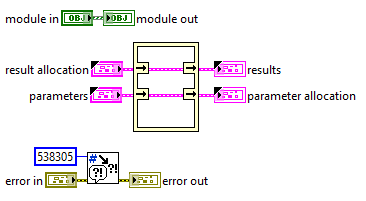 module in OBJ OBJ module out
result allocation results
parameters parameter allocation
538305
# ?! ?!
error in error out